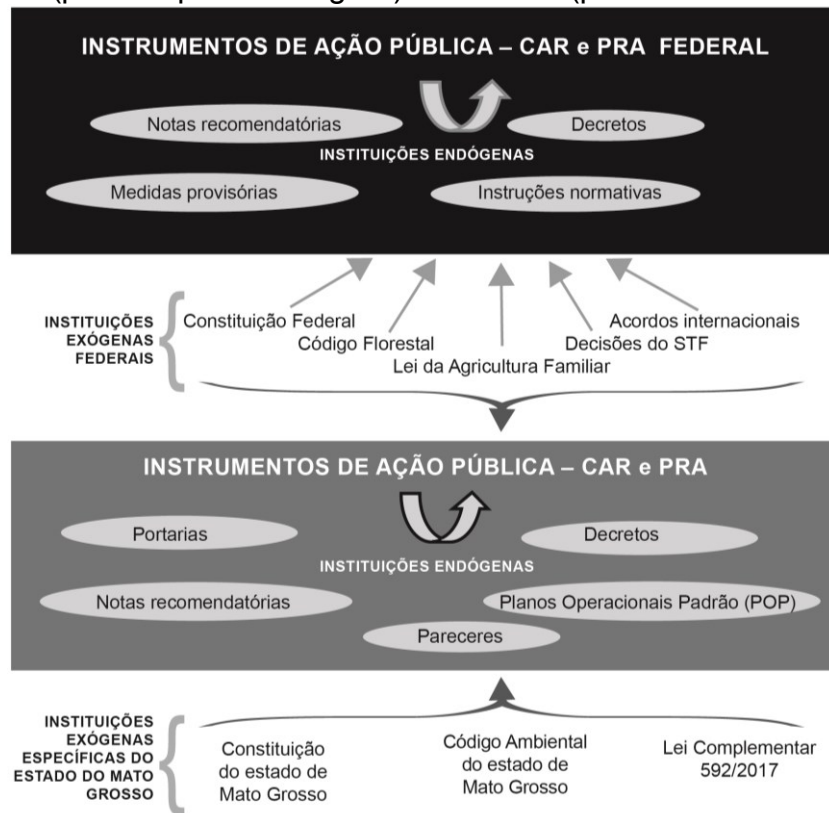 INSTRUMENTOS DE AÇÃO PÚBLICA – CAR e PRA FEDERAL
Notas recomendatórias
Decretos
INSTITUIÇÕES ENDÓGENAS
Medidas provisórias
Instruções normativas
INSTITUIÇÕES
EXÓGENAS
FEDERAIS
Constituição Federal
Código Florestal
Lei da Agricultura Familiar
Decisões do STF
Acordos internacionais
INSTRUMENTOS DE AÇÃO PÚBLICA – CAR e PRA
Portarias
Decretos
INSTITUIÇÕES ENDÓGENAS
Notas recomendatórias
Planos Operacionais Padrão (POP)
Pareceres
INSTITUIÇÕES
EXÓGENAS
ESPECÍFICAS DO
ESTADO DO MATO
GROSSO
Constituição
do estado de
Mato Grosso
Código Ambiental
do estado de
Mato Grosso
Lei Complementar
592/2017